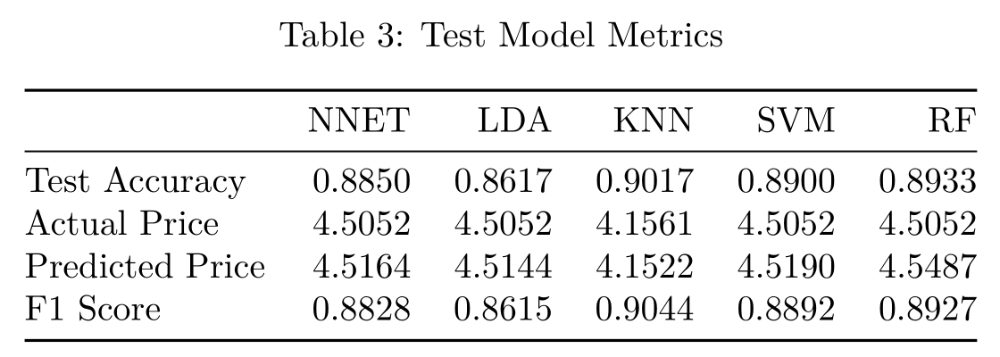 Table 3: Test Model Metrics
NNET LDA KNN SVM RF
Test Accuracy 0.8850 0.8617 0.9017 0.8900 0.8933
Actual Price 4.5052 4.5052 4.1561 4.5052 4.5052
Predicted Price 4.5164 4.5144 4.1522 4.5190 4.5487
F1 Score 0.8828 0.8615 0.9044 0.8892 0.8927